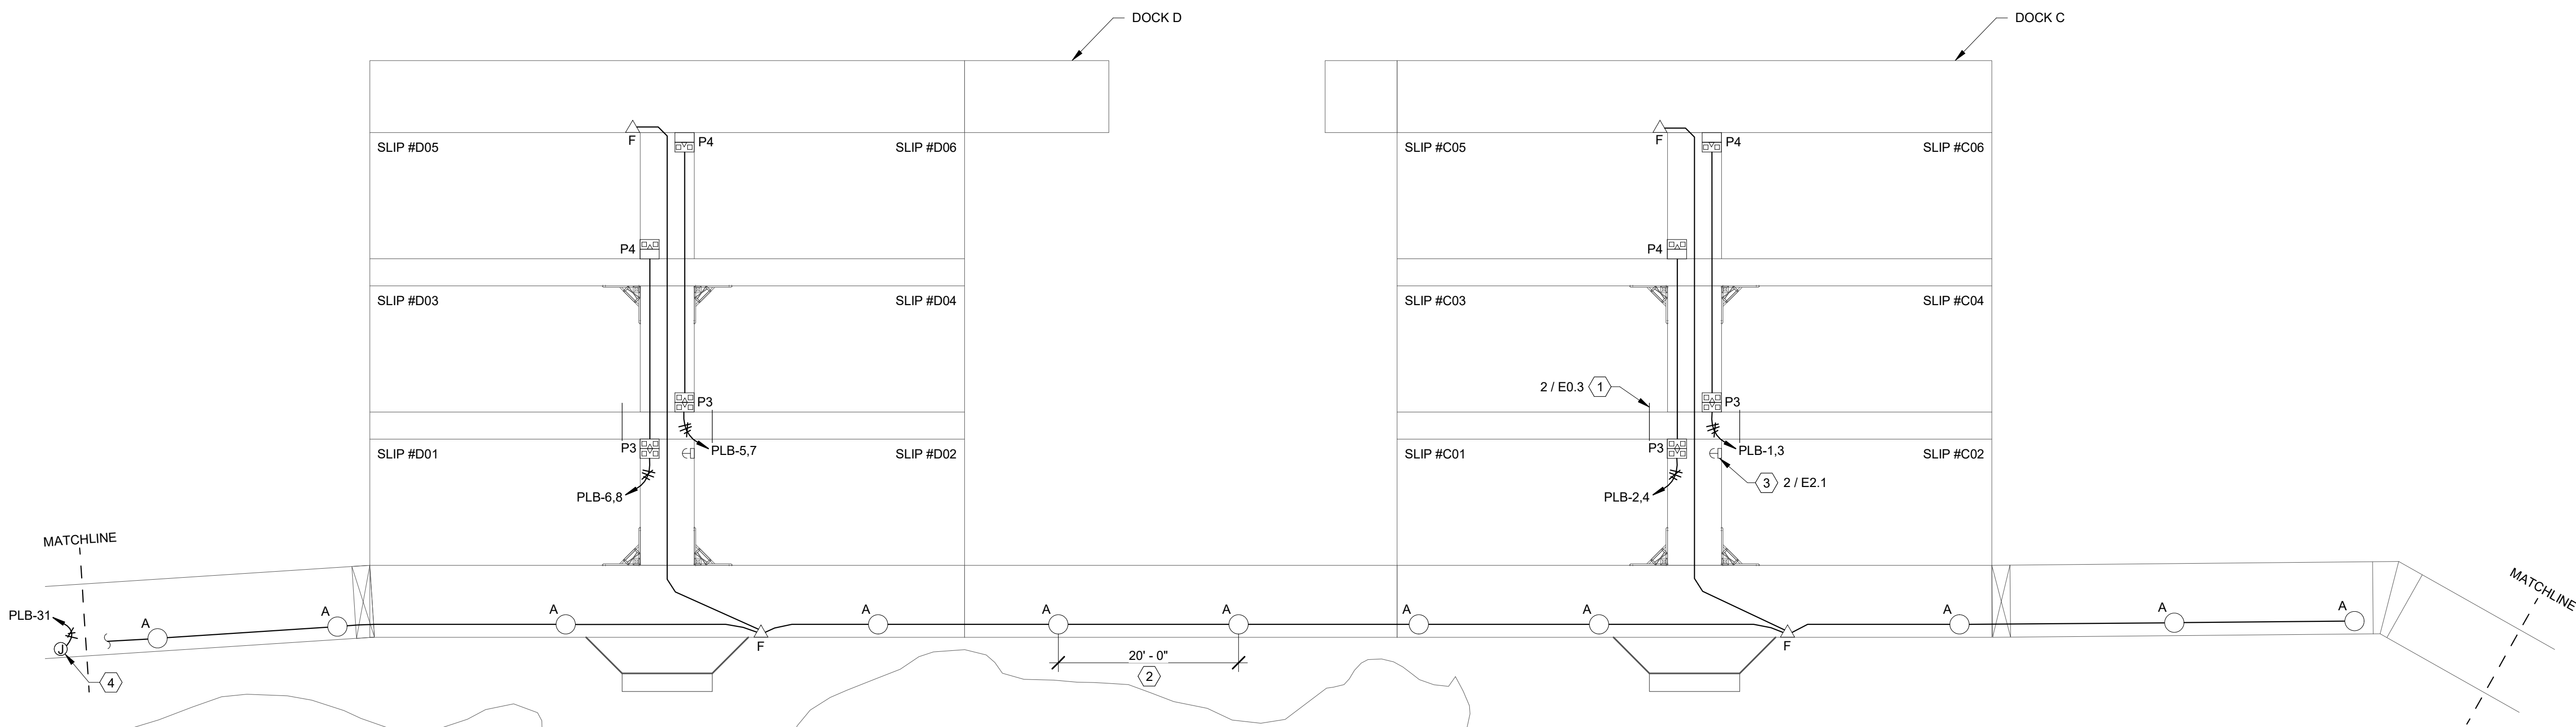 DOCK D
DOCK C
F
P4
F
P4
SLIP #D05
SLIP #D06
SLIP #C05
SLIP #C06
P4
P4
SLIP #D03
SLIP #D04
SLIP #C03
SLIP #C04
2 / E0.3 1
P3
P3
P3
PLB-5,7
P3
PLB-1,3
SLIP #D01
SLIP #D02
SLIP #C01
SLIP #C02
PLB-6,8
PLB-2,4
3 2 / E2.1
MATCHLINE
MATCHLINE
PLB-31
A
A
A
A
A
A
A
A
A
A
A
J
F
F
20' - 0"
2
4